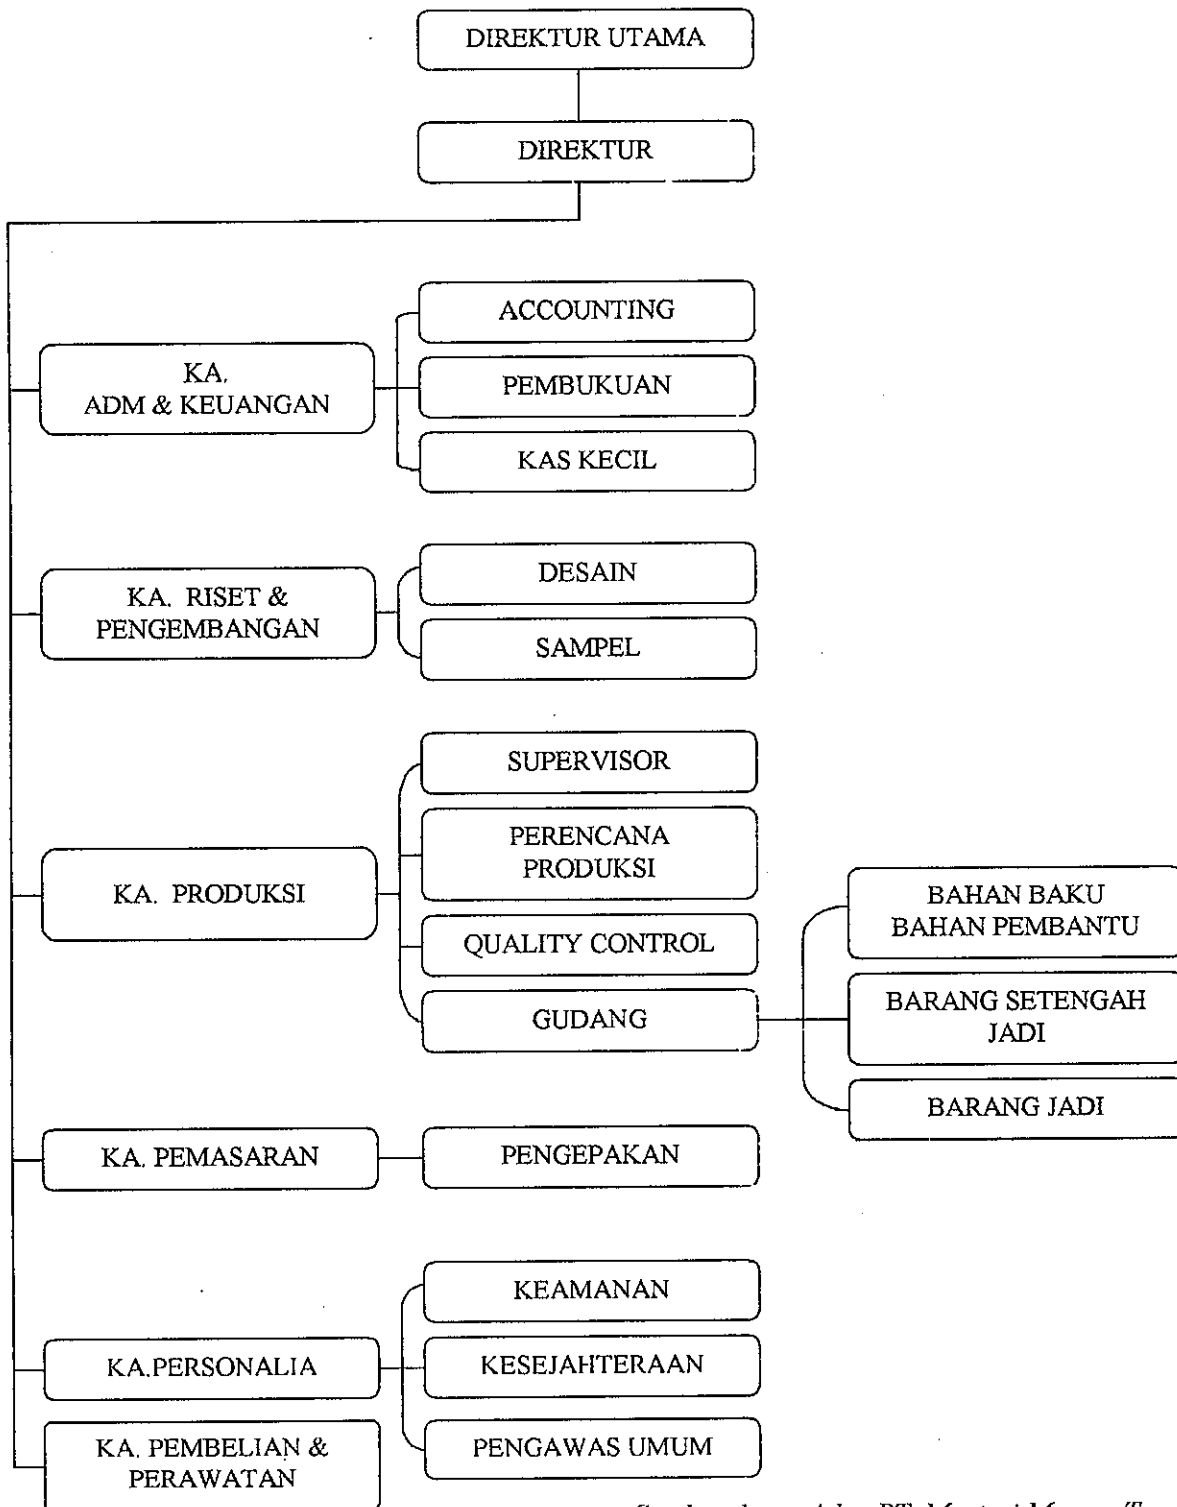 DIREKTUR UTAMA
DIREKTUR
KA.
ADM & KEUANGAN
ACCOUNTING
PEMBUKUAN
KAS KECIL
KA. RISET &
PENGEMBANGAN
DESAIN
SAMPEL
KA. PRODUKSI
SUPERVISOR
PERENCANA
PRODUKSI
QUALITY CONTROL
GUDANG
BAHAN BAKU
BAHAN PEMBANTU
BARANG SETENGAH
JADI
BARANG JADI
KA. PEMASARAN
PENGEPAKAN
KA.PERSONALIA
KEAMANAN
KESEJAHTERAAN
PENGAWAS UMUM
KA. PEMBELIAN &
PERAWATAN